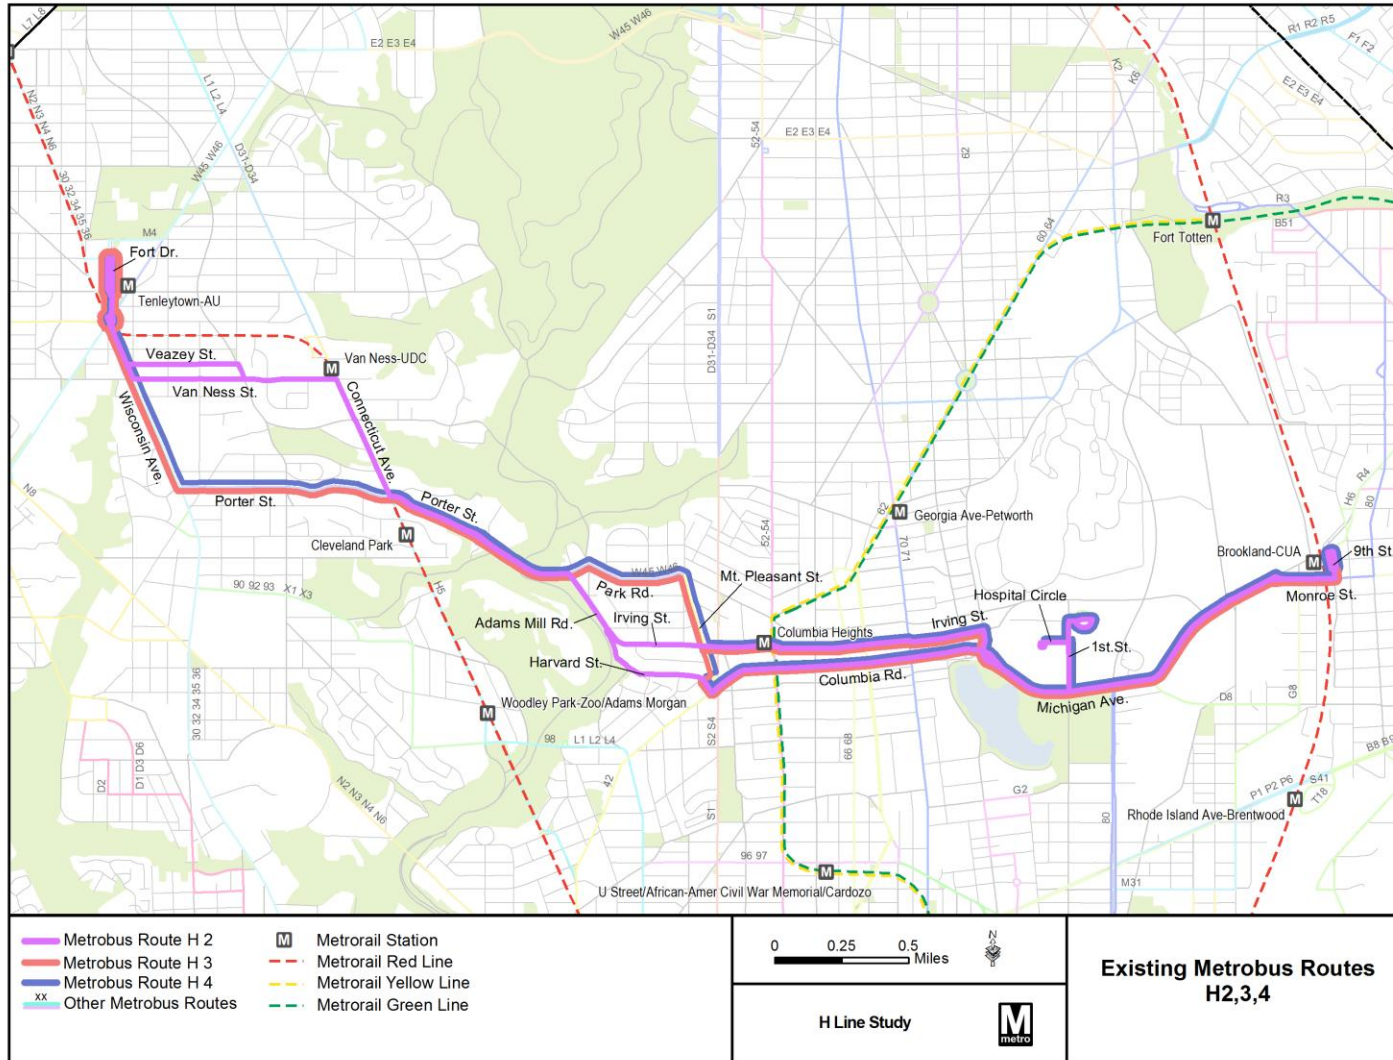 L7 L8
W45 W46
E2 E3 E4
L1 L2 L4
K2
K6
R1 R2 R5
F1 F2
E2 E3 E4
N2 N3 N4 N6
30 32 34 35 36
W45 W46
D31-D34
52-54
E2 E3 E4
62
M4
Fort Dr.
Tenleytown-AU
60 64
Fort Totten
R3
B51
S1
D31-D34
Veazey St.
Van Ness St.
Van Ness-UDC
Connecticut Ave.
Wisconsin Ave.
Porter St.
Porter St.
N8
Cleveland Park
52-54
62
Georgia Ave-Petworth
70 71
H6
R4
80
Brookland-CUA
9th St.
Monroe St.
90 92 93
X1 X3
H5
W45 W46
Park Rd.
Mt. Pleasant St.
Adams Mill Rd.
Irving St.
Harvard St.
Columbia Heights
Irving St.
Hospital Circle
1st.St.
Columbia Rd.
Michigan Ave.
Woodley Park-Zoo/Adams Morgan
30 32 34 35 36
D2
D1 D3 D6
N2 N3 N4 N6
98
L1 L2 L4
42
S2 S4
S1
66 68
G2
80
D8
G8
B8 B9
P1 P2 P6
S41
T18
Rhode Island Ave-Brentwood
96 97
M31
U Street/African-Amer Civil War Memorial/Cardozo
Metrobus Route H 2
Metrobus Route H 3
Metrobus Route H 4
xx
Other Metrobus Routes
M Metrorail Station
Metrorail Red Line
Metrorail Yellow Line
Metrorail Green Line
0 0.25 0.5
Miles
N
H Line Study
M
metro
Existing Metrobus Routes
H2,3,4